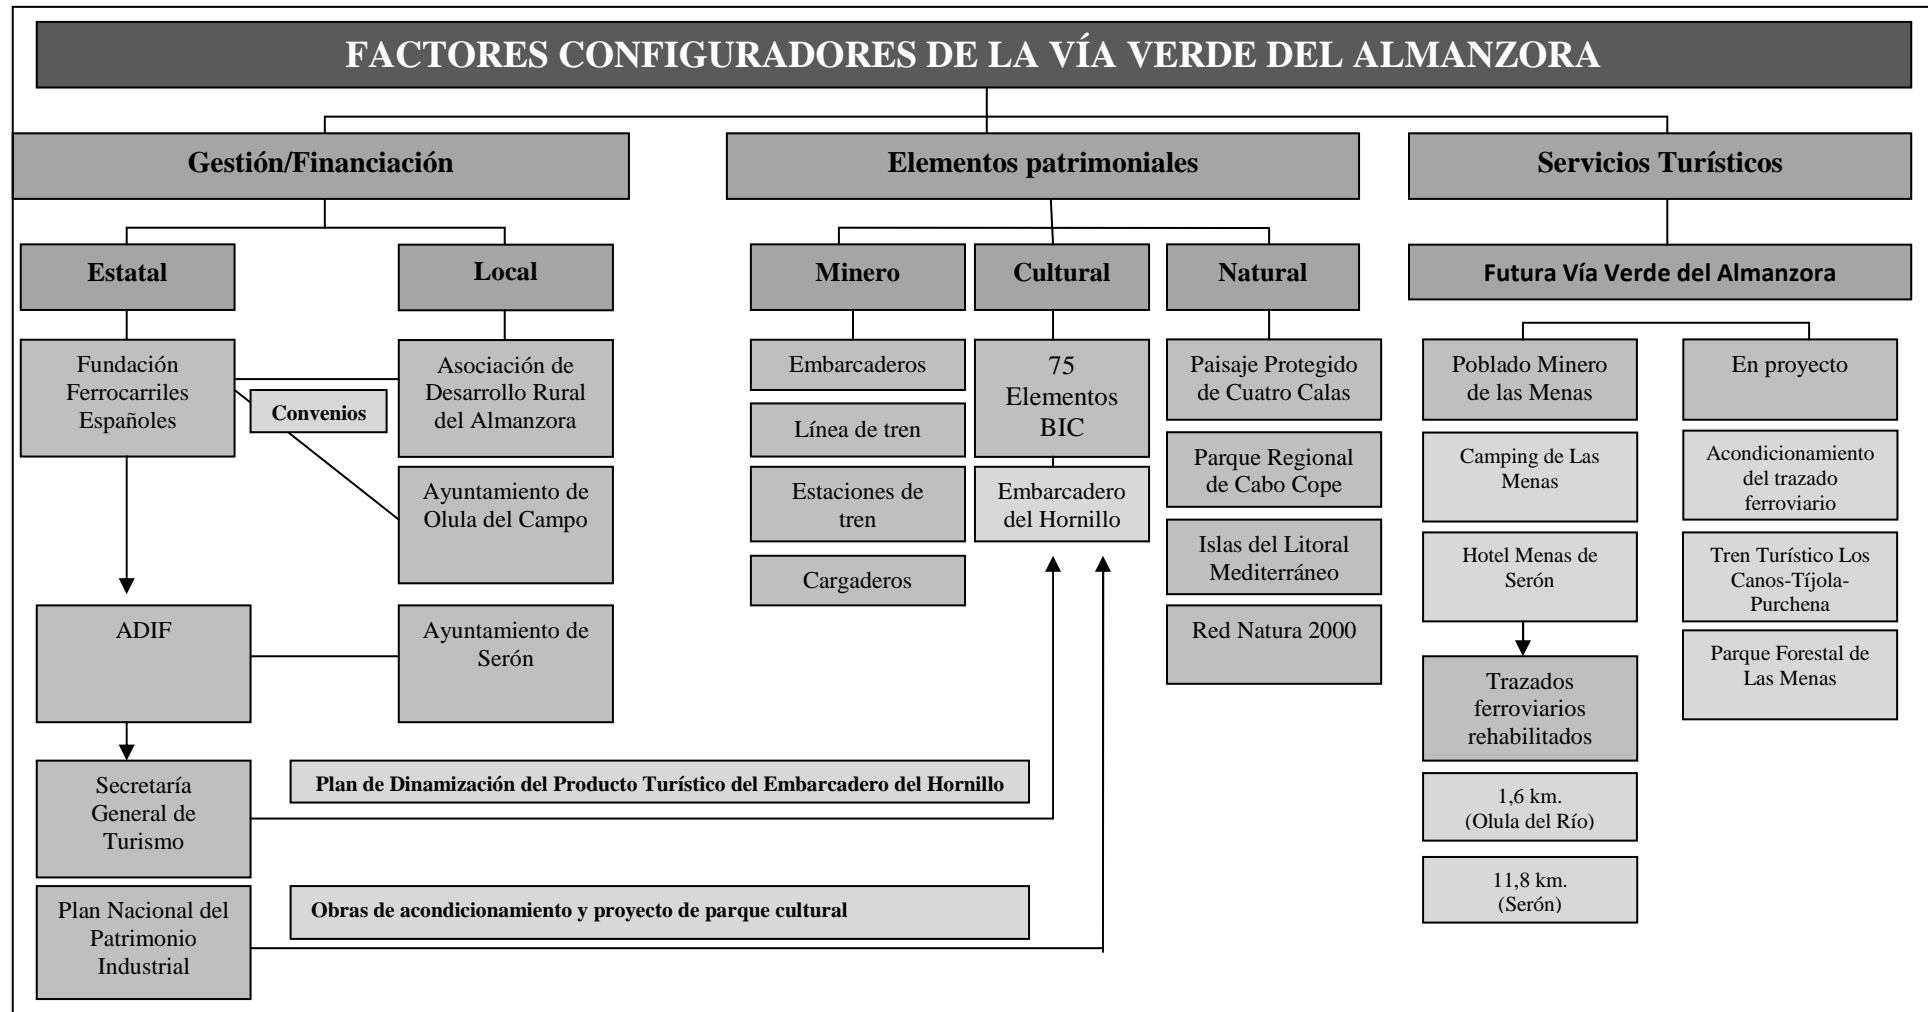 FACTORES CONFIGURADORES DE LA VÍA VERDE DEL ALMANZORA
Gestión/Financiación
Elementos patrimoniales
Servicios Turísticos
Estatal
Local
Minero
Cultural
Natural
Futura Vía Verde del Almanzora
Fundación
Ferrocarriles
Españoles
Convenios
Asociación de
Desarrollo Rural
del Almanzora
Ayuntamiento de
Olula del Campo
ADIF
Ayuntamiento de
Serón
Secretaría
General de
Turismo
Plan de Dinamización del Producto Turístico del Embarcadero del Hornillo
Plan Nacional del
Patrimonio
Industrial
Obras de acondicionamiento y proyecto de parque cultural
Embarcaderos
Línea de tren
Estaciones de
tren
Cargaderos
75
Elementos
BIC
Embarcadero
del Hornillo
Paisaje Protegido
de Cuatro Calas
Parque Regional
de Cabo Cope
Islas del Litoral
Mediterráneo
Red Natura 2000
Poblado Minero
de las Menas
Camping de Las
Menas
Hotel Menas de
Serón
Trazados
ferroviarios
rehabilitados
1,6 km.
(Olula del Río)
11,8 km.
(Serón)
En proyecto
Acondicionamiento
del trazado
ferroviario
Tren Turístico Los
Canos-Tíjola-
Purchena
Parque Forestal de
Las Menas